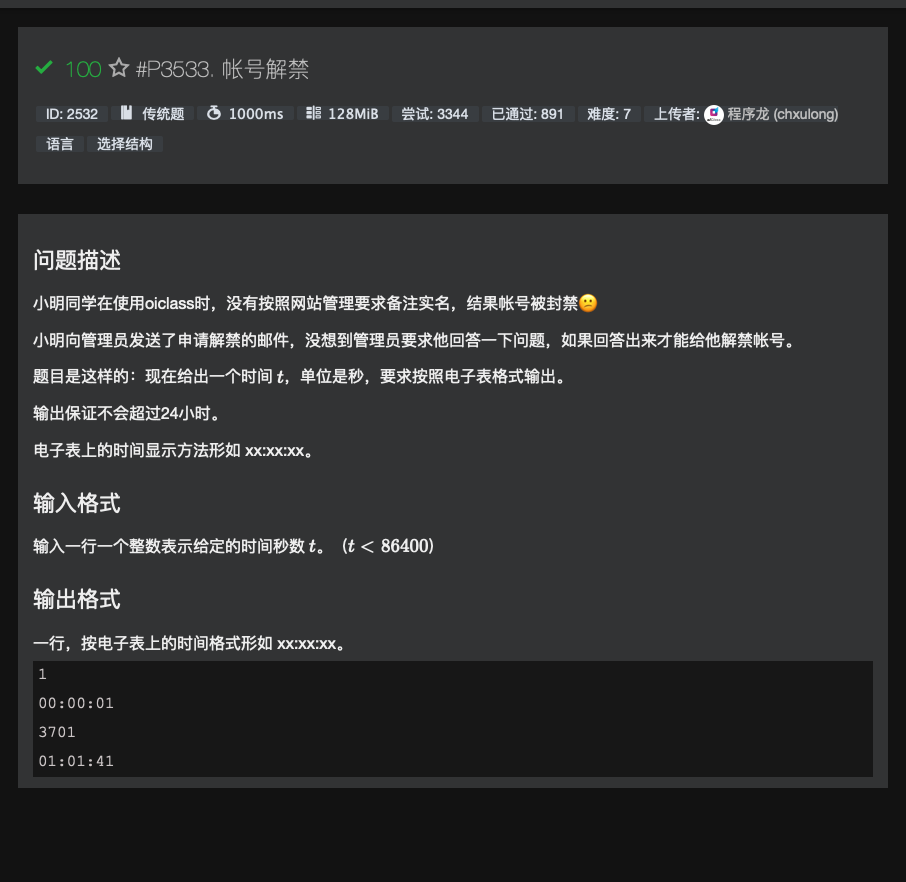 100 #P3533. 帐号解禁
ID: 2532 传统题 1000ms 128MiB 尝试: 3344 已通过: 891 难度: 7 上传者: 程序龙 (chxulong)
语言 选择结构
问题描述
小明同学在使用oiclass时，没有按照网站管理要求备注实名，结果帐号被封禁😕
小明向管理员发送了申请解禁的邮件，没想到管理员要求他回答一下问题，如果回答出来才能给他解禁帐号。
题目是这样的：现在给出一个时间 t，单位是秒，要求按照电子表格式输出。
输出保证不会超过24小时。
电子表上的时间显示方法形如 xx:xx:xx。
输入格式
输入一行一个整数表示给定的时间秒数 t。（t < 86400）
输出格式
一行，按电子表上的时间格式形如 xx:xx:xx。
1
00:00:01
3701
01:01:41